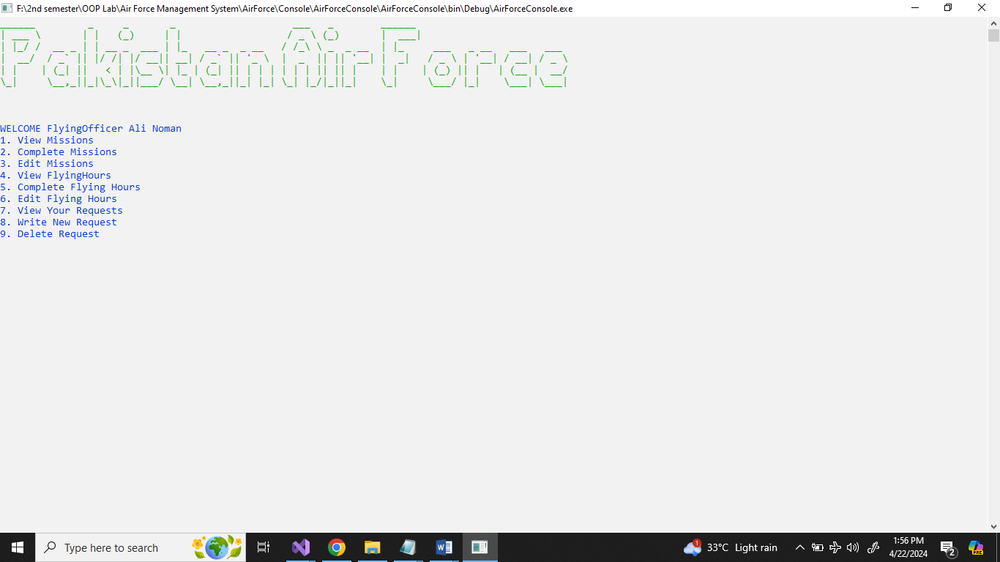 F:\2nd semester\OOP Lab\Air Force Management System\AirForce\Console\AirForceConsole\AirForceConsole\bin\Debug\AirForceConsole.exe
Pakistan Air Force
WELCOME FlyingOfficer Ali Noman
1. View Missions
2. Complete Missions
3. Edit Missions
4. View FlyingHours
5. Complete Flying Hours
6. Edit Flying Hours
7. View Your Requests
8. Write New Request
9. Delete Request
Type here to search
1
33°C Light rain
1:56 PM
4/22/2024
2
PRE